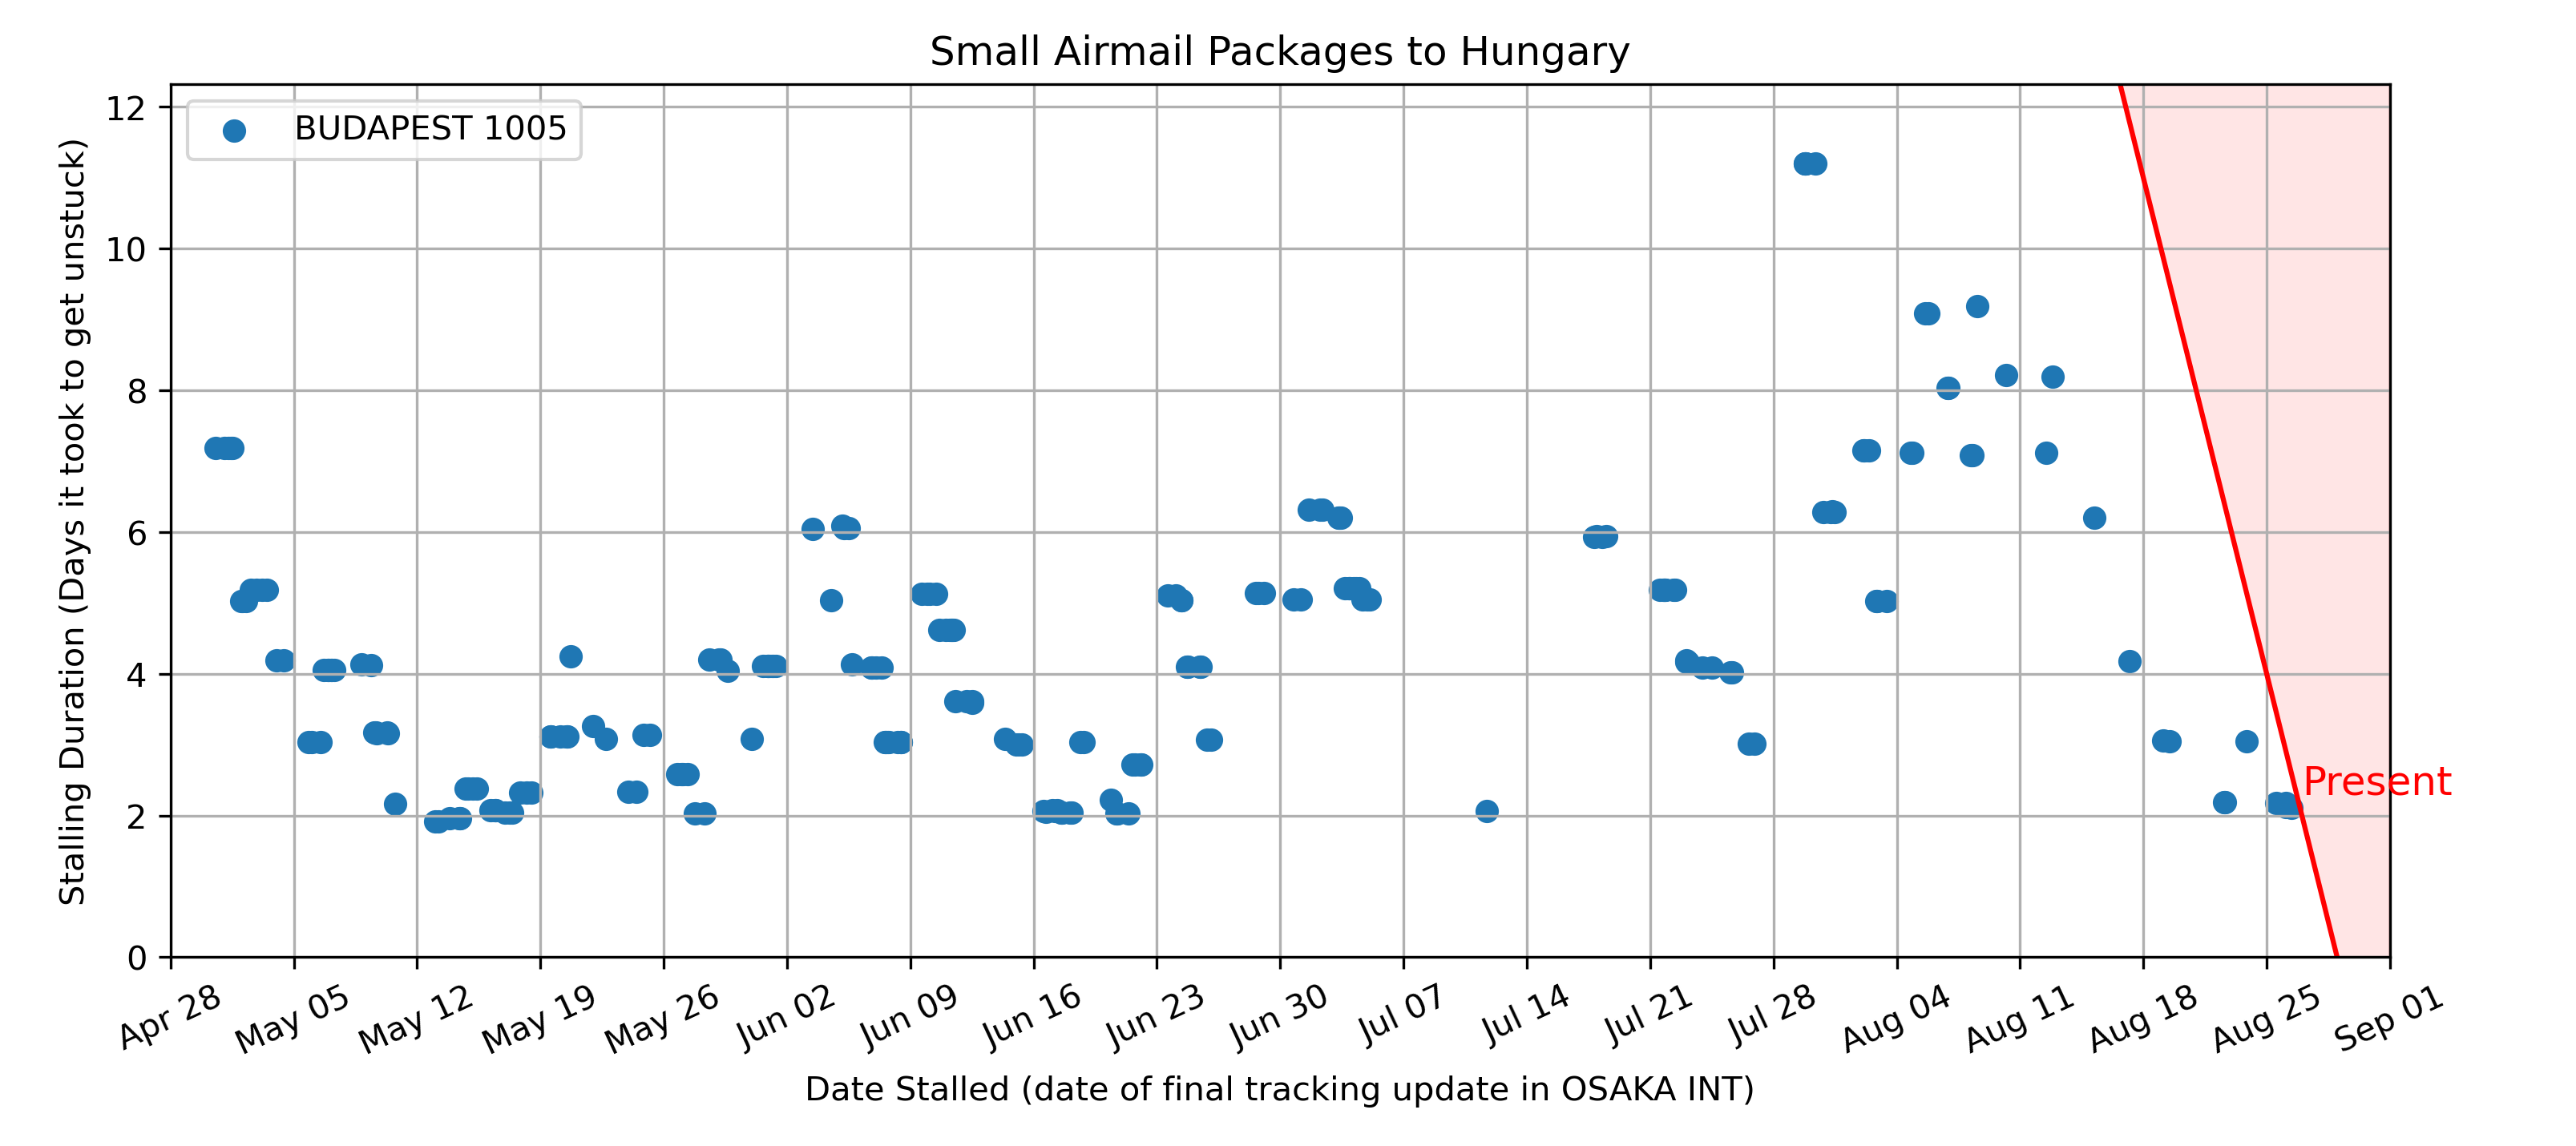 Small Airmail Packages to Hungary
BUDAPEST 1005
Stalling Duration (Days it took to get unstuck)
12
10
8
6
4
2
0
Present
Apr 28
May 05
May 12
May 19
May 26
Jun 02
Jun 09
Jun 16
Jun 23
Jun 30
Jul 07
Jul 14
Jul 21
Jul 28
Aug 04
Aug 11
Aug 18
Aug 25
Sep 01
Date Stalled (date of final tracking update in OSAKA INT)